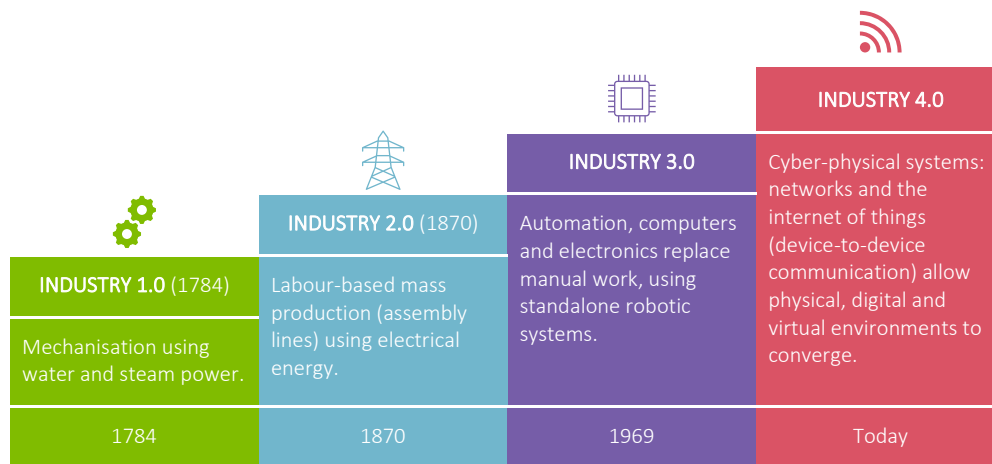 INDUSTRY 1.0 (1784)
Mechanisation using
water and steam power.
1784
INDUSTRY 2.0 (1870)
Labour-based mass
production (assembly
lines) using electrical
energy.
1870
INDUSTRY 3.0
Automation, computers
and electronics replace
manual work, using
standalone robotic
systems.
1969
INDUSTRY 4.0
Cyber-physical systems:
networks and the
internet of things
(device-to-device
communication) allow
physical, digital and
virtual environments to
converge.
Today